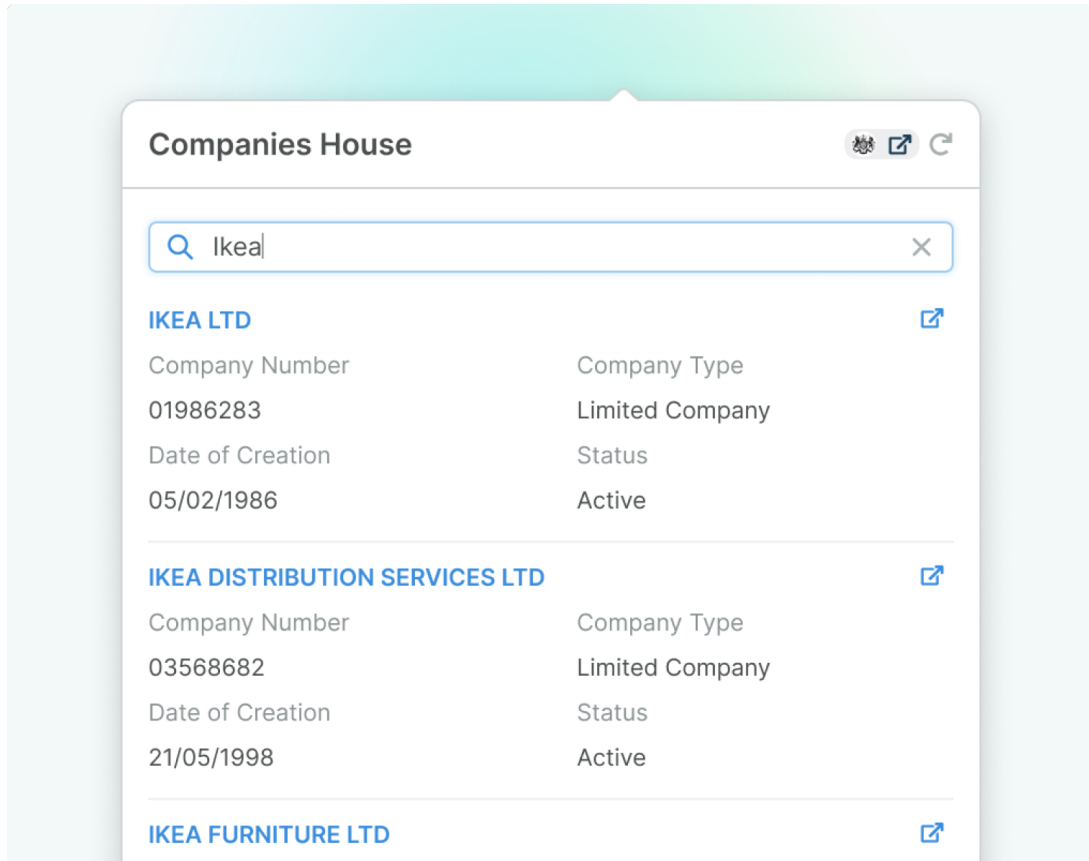 Companies House
Ikea
IKEA LTD
Company Number Company Type
01986283 Limited Company
Date of Creation Status
05/02/1986 Active
IKEA DISTRIBUTION SERVICES LTD
Company Number Company Type
03568682 Limited Company
Date of Creation Status
21/05/1998 Active
IKEA FURNITURE LTD